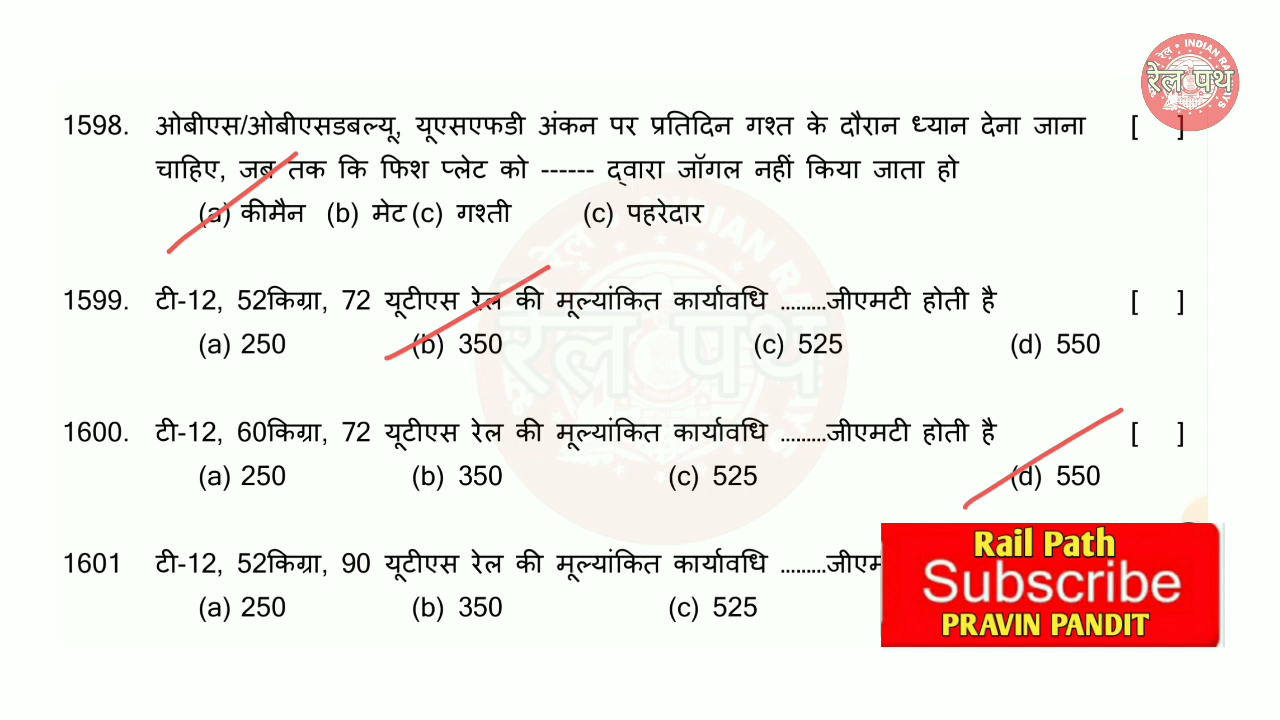 • INDIAN RA
रेल पथ
1598. ओबीएस/ओबीएसडबल्यू, यूएसएफडी अंकन पर प्रतिदिन गश्त के दौरान ध्यान देना जाना [ ]
चाहिए, जब तक कि फिश प्लेट को ------ द्वारा जॉगल नहीं किया जाता हो
(a) कीमैन (b) मेट (c) गश्ती (c) पहरेदार
1599. टी-12, 52किग्रा, 72 यूटीएस रेल की मूल्यांकित कार्यावधि .........जीएमटी होती है [ ]
(a) 250 (b) 350 (c) 525 (d) 550
1600. टी-12, 60किग्रा, 72 यूटीएस रेल की मूल्यांकित कार्यावधि .........जीएमटी होती है [ ]
(a) 250 (b) 350 (c) 525 (d) 550
1601 टी-12, 52किग्रा, 90 यूटीएस रेल की मूल्यांकित कार्यावधि .........जीएम
(a) 250 (b) 350 (c) 525
Rail Path
Subscribe
PRAVIN PANDIT